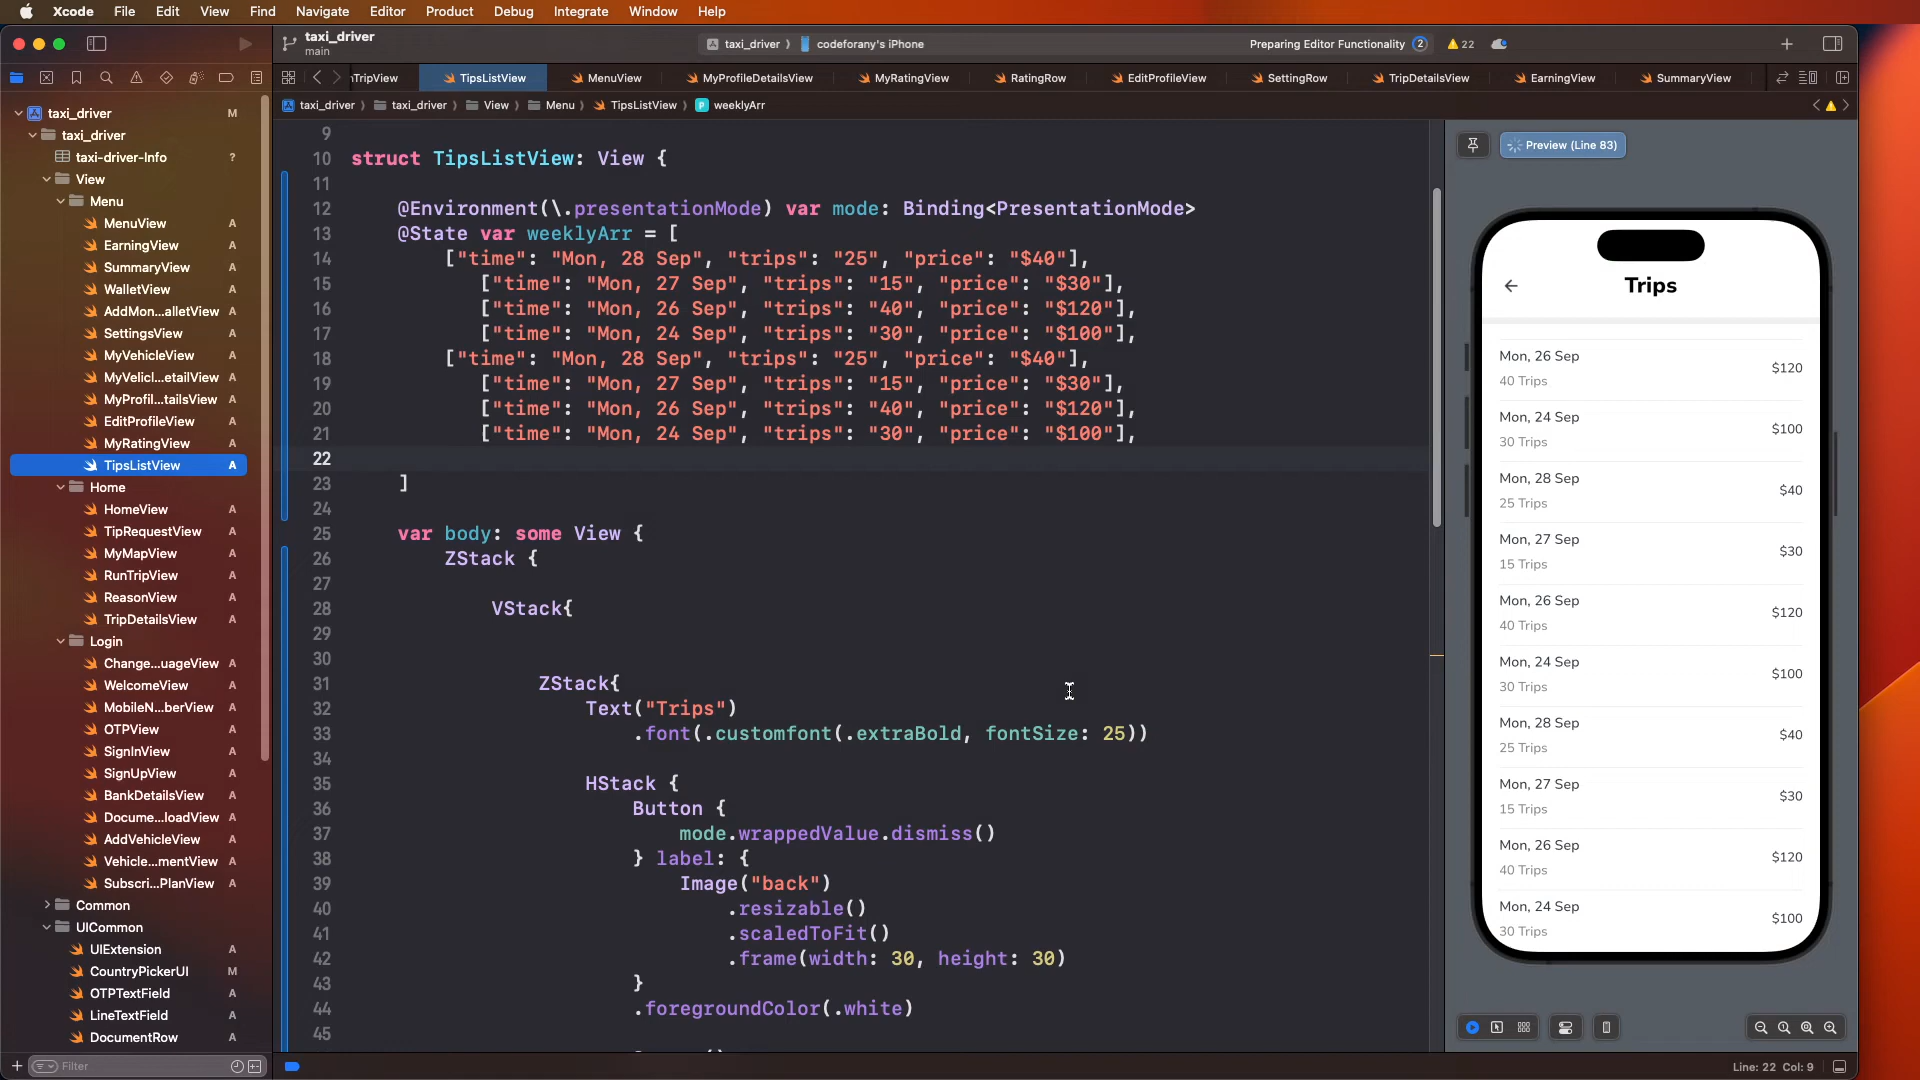 Xcode File Edit View Find Navigate Editor Product Debug Integrate Window Help
taxi_driver
main
taxi_driver codeforany's iPhone
Preparing Editor Functionality 2 22
nTripView TipsListView MenuView MyProfileDetailsView MyRatingView RatingRow EditProfileView SettingRow TripDetailsView EarningView SummaryView
taxi_driver taxi_driver View Menu TipsListView P weeklyArr
taxi_driver M
taxi_driver
taxi-driver-Info ?
View
Menu
MenuView A
EarningView A
SummaryView A
WalletView A
AddMon...alletView A
SettingsView A
MyVehicleView A
MyVelicl...etailView A
MyProfil...tailsView A
EditProfileView A
MyRatingView A
TipsListView A
Home
HomeView A
TipRequestView A
MyMapView A
RunTripView A
ReasonView A
TripDetailsView A
Login
Change...uageView A
WelcomeView A
MobileN...berView A
OTPView A
SignInView A
SignUpView A
BankDetailsView A
Docume...loadView A
AddVehicleView A
Vehicle...mentView A
Subscri...PlanView A
Common
UICommon
UIExtension A
CountryPickerUI M
OTPTextField A
LineTextField A
DocumentRow A
Filter
9
10 struct TipsListView: View {
11
12 @Environment(\.presentationMode) var mode: Binding<PresentationMode>
13 @State var weeklyArr = [
14 ["time": "Mon, 28 Sep", "trips": "25", "price": "$40"],
15 ["time": "Mon, 27 Sep", "trips": "15", "price": "$30"],
16 ["time": "Mon, 26 Sep", "trips": "40", "price": "$120"],
17 ["time": "Mon, 24 Sep", "trips": "30", "price": "$100"],
18 ["time": "Mon, 28 Sep", "trips": "25", "price": "$40"],
19 ["time": "Mon, 27 Sep", "trips": "15", "price": "$30"],
20 ["time": "Mon, 26 Sep", "trips": "40", "price": "$120"],
21 ["time": "Mon, 24 Sep", "trips": "30", "price": "$100"],
22
23 ]
24
25 var body: some View {
26 ZStack {
27
28 VStack{
29
30
31 ZStack{
32 Text("Trips")
33 .font(.customfont(.extraBold, fontSize: 25))
34
35 HStack {
36 Button {
37 mode.wrappedValue.dismiss()
38 } label: {
39 Image("back")
40 .resizable()
41 .scaledToFit()
42 .frame(width: 30, height: 30)
43 }
44 .foregroundColor(.white)
45
Preview (Line 83)
Trips
Mon, 26 Sep
$120
40 Trips
Mon, 24 Sep
$100
30 Trips
Mon, 28 Sep
$40
25 Trips
Mon, 27 Sep
$30
15 Trips
Mon, 26 Sep
$120
40 Trips
Mon, 24 Sep
$100
30 Trips
Mon, 28 Sep
$40
25 Trips
Mon, 27 Sep
$30
15 Trips
Mon, 26 Sep
$120
40 Trips
Mon, 24 Sep
$100
30 Trips
Line: 22 Col: 9